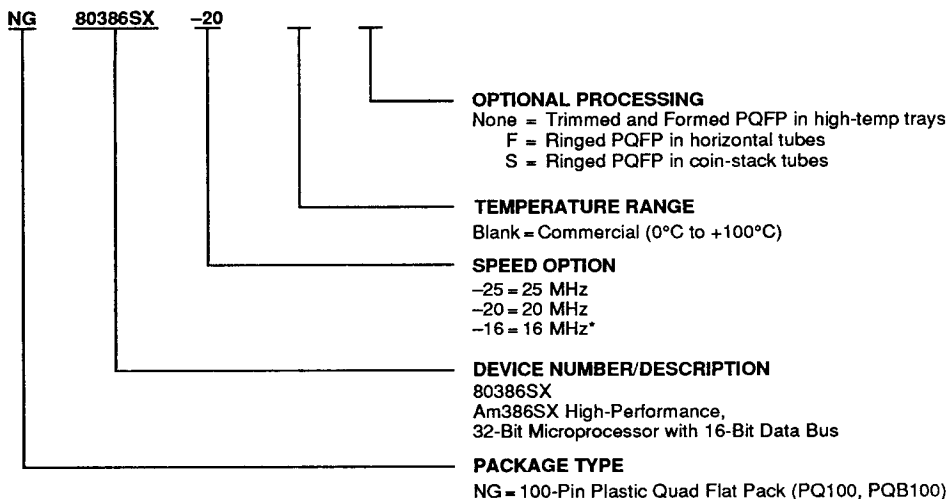 NG 80386SX –20
OPTIONAL PROCESSING
None = Trimmed and Formed PQFP in high-temp trays
F = Ringed PQFP in horizontal tubes
S = Ringed PQFP in coin-stack tubes
TEMPERATURE RANGE
Blank = Commercial (0°C to +100°C)
SPEED OPTION
–25 = 25 MHz
–20 = 20 MHz
–16 = 16 MHz*
DEVICE NUMBER/DESCRIPTION
80386SX
Am386SX High-Performance,
32-Bit Microprocessor with 16-Bit Data Bus
PACKAGE TYPE
NG = 100-Pin Plastic Quad Flat Pack (PQ100, PQB100)